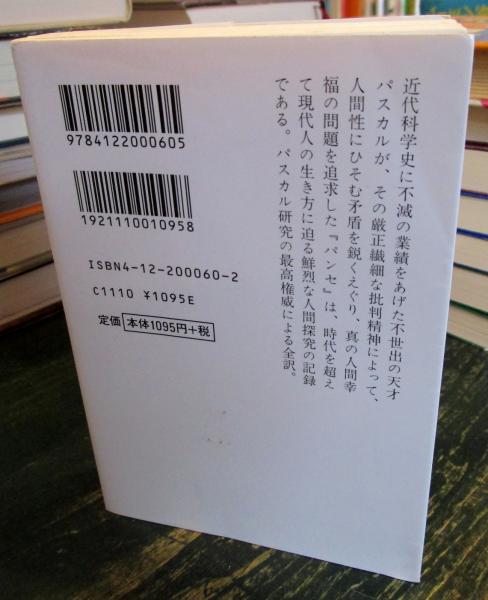 近代科学史に不滅の業績をあげた不世出の天才
パスカルが、その厳正繊細な批判精神によって、
人間性にひそむ矛盾を鋭くえぐり、真の人間幸
福の問題を追求した『パンセ』は、時代を超え
て現代人の生き方に迫る鮮烈な人間探究の記録
である。パスカル研究の最高権威による全訳。
9784122000605
1921110010958
ISBN4-12-200060-2
C1110 ¥1095E
定価 本体1095円+税